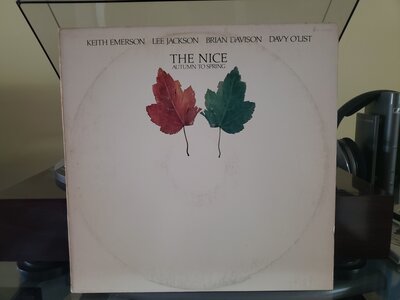 KEITH EMERSON LEE JACKSON BRIAN DAVISON DAVY O'LIST
THE NICE
AUTUMN TO SPRING